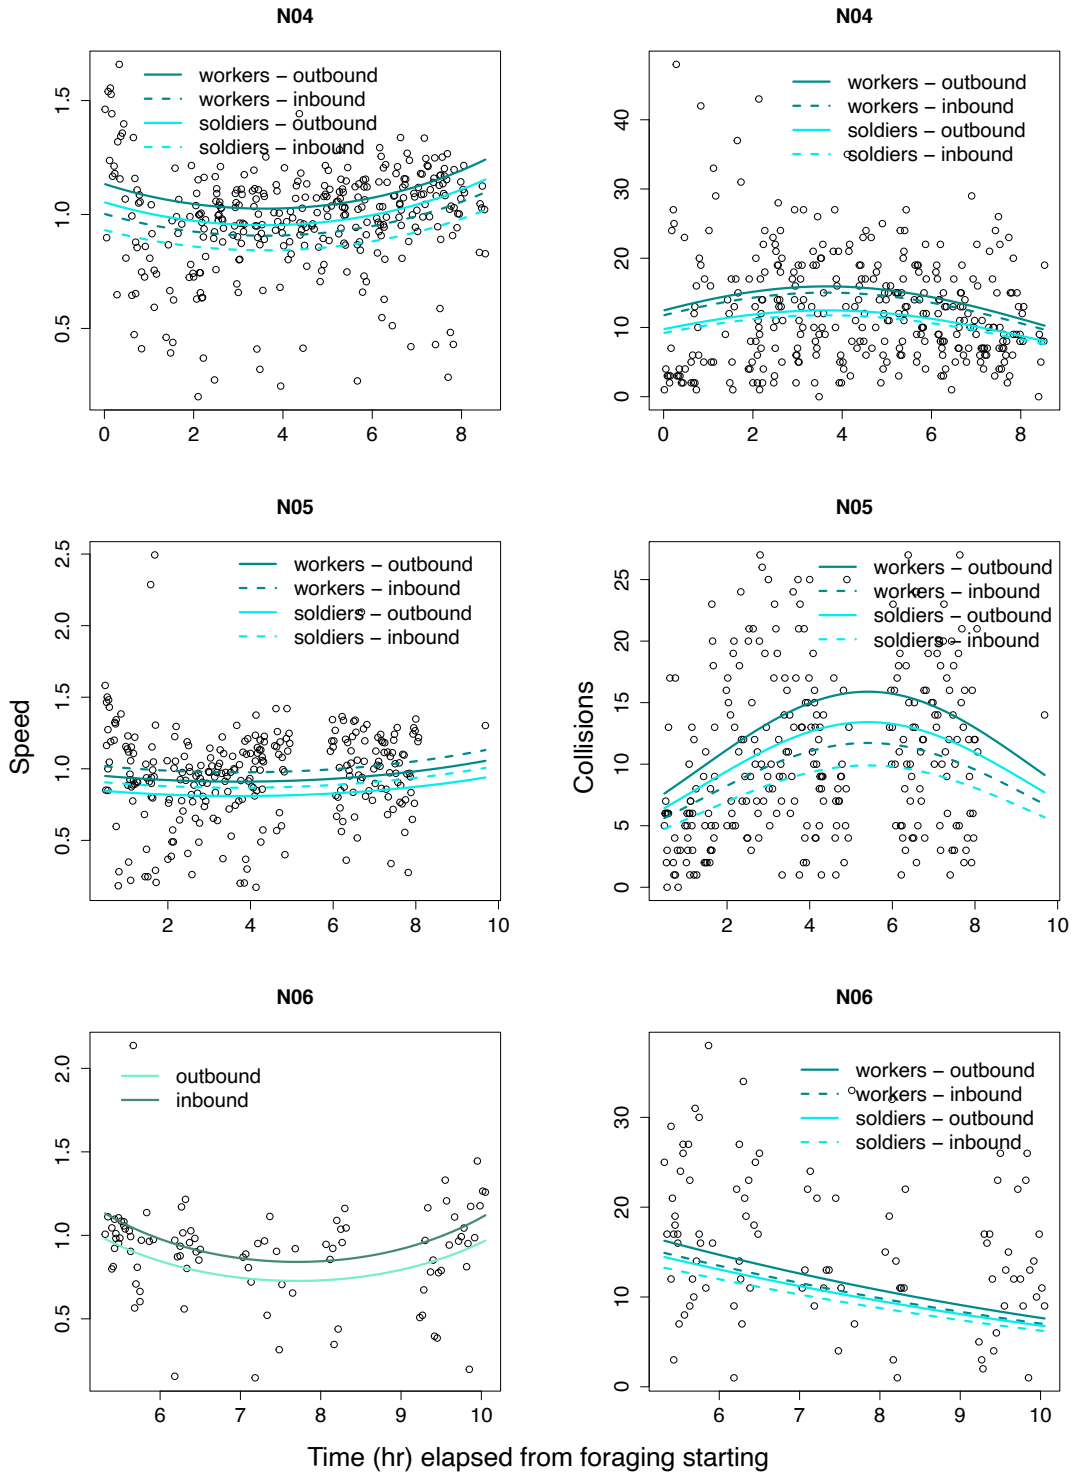 N04
workers – outbound
workers – inbound
soldiers – outbound
soldiers – inbound
0.5 1.0 1.5
0 2 4 6 8
N04
workers – outbound
workers – inbound
soldiers – outbound
soldiers – inbound
0 10 20 30 40
0 2 4 6 8
N05
workers – outbound
workers – inbound
soldiers – outbound
soldiers – inbound
Speed
0.5 1.0 1.5 2.0 2.5
2 4 6 8 10
N05
workers – outbound
workers – inbound
soldiers – outbound
soldiers – inbound
Collisions
0 5 10 15 20 25
2 4 6 8 10
N06
outbound
inbound
0.5 1.0 1.5 2.0
6 7 8 9 10
N06
workers – outbound
workers – inbound
soldiers – outbound
soldiers – inbound
0 10 20 30
6 7 8 9 10
Time (hr) elapsed from foraging starting